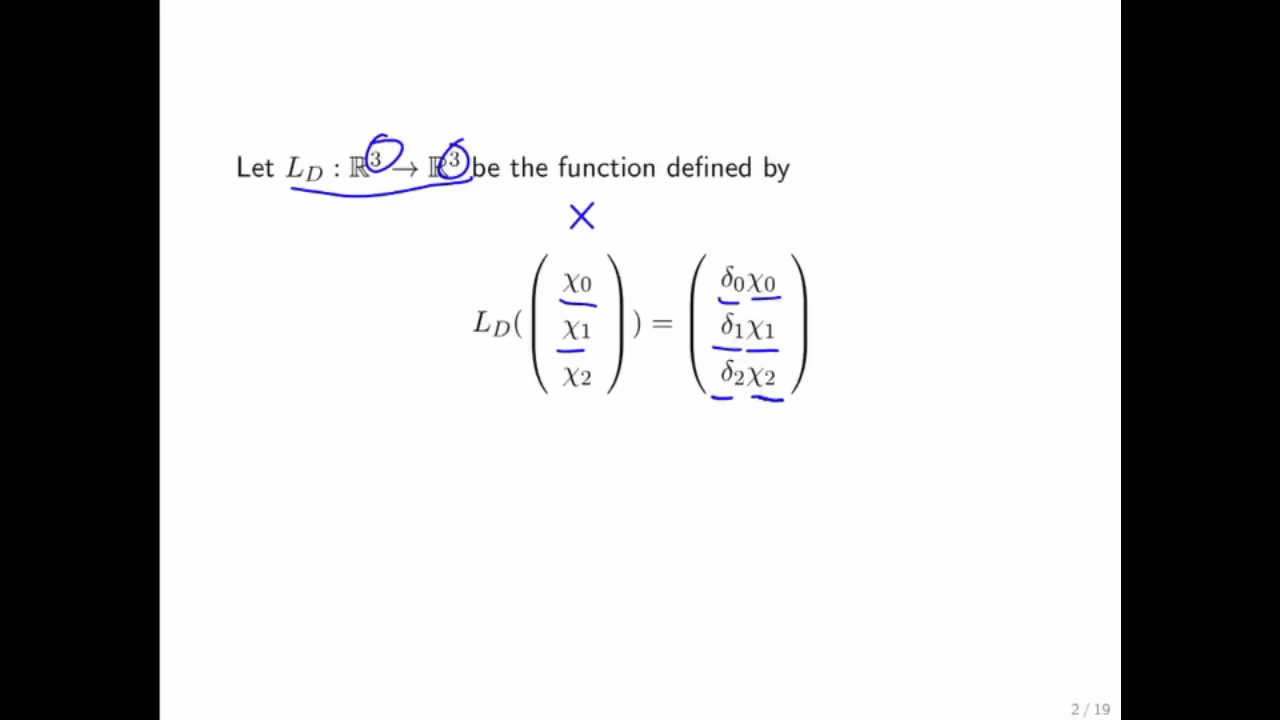 Let L_D : ℝ³ → ℝ³ be the function defined by
x
L_D( ( χ₀ χ₁ χ₂ ) ) = ( δ₀χ₀ δ₁χ₁ δ₂χ₂ )
2 / 19